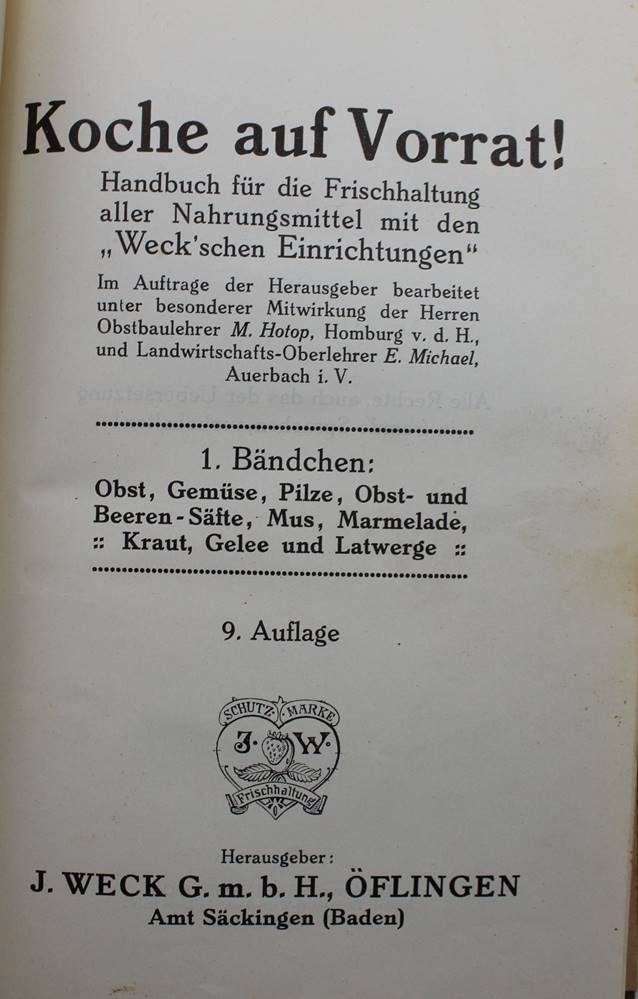 Koche auf Vorrat!
Handbuch für die Frischhaltung
aller Nahrungsmittel mit den
„Weck'schen Einrichtungen“
Im Auftrage der Herausgeber bearbeitet
unter besonderer Mitwirkung der Herren
Obstbaulehrer M. Hotop, Homburg v. d. H.,
und Landwirtschafts-Oberlehrer E. Michael,
Auerbach i. V.
1. Bändchen:
Obst, Gemüse, Pilze, Obst- und
Beeren-Säfte, Mus, Marmelade,
:: Kraut, Gelee und Latwerge ::
9. Auflage
SCHUTZ-MARKE
J. W.
Frischhaltung
Herausgeber:
J. WECK G. m. b. H., ÖFLINGEN
Amt Säckingen (Baden)